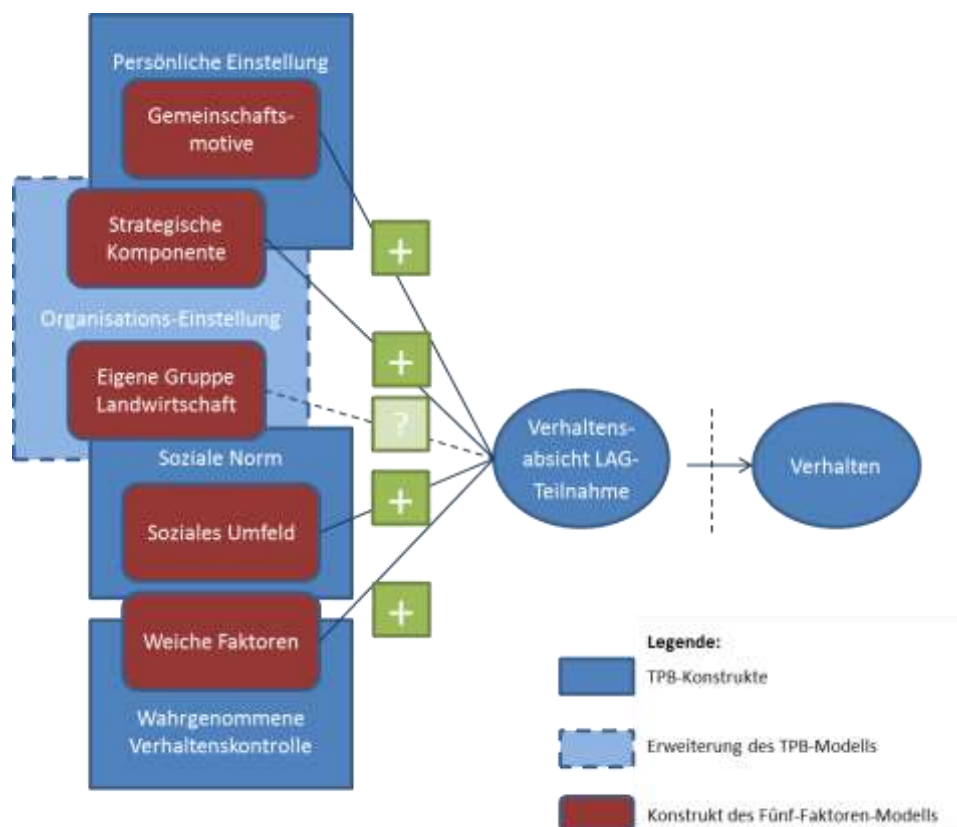 Persönliche Einstellung
Gemeinschafts-
motive
Strategische
Komponente
+
Organisations-Einstellung
+
Eigene Gruppe
Landwirtschaft
?
Verhaltens-
absicht LAG-
Teilnahme
Verhalten
Soziale Norm
+
Soziales Umfeld
+
Weiche Faktoren
Wahrgenommene
Verhaltenskontrolle
Legende:
TPB-Konstrukte
Erweiterung des TPB-Modells
Konstrukt des Fünf-Faktoren-Modells